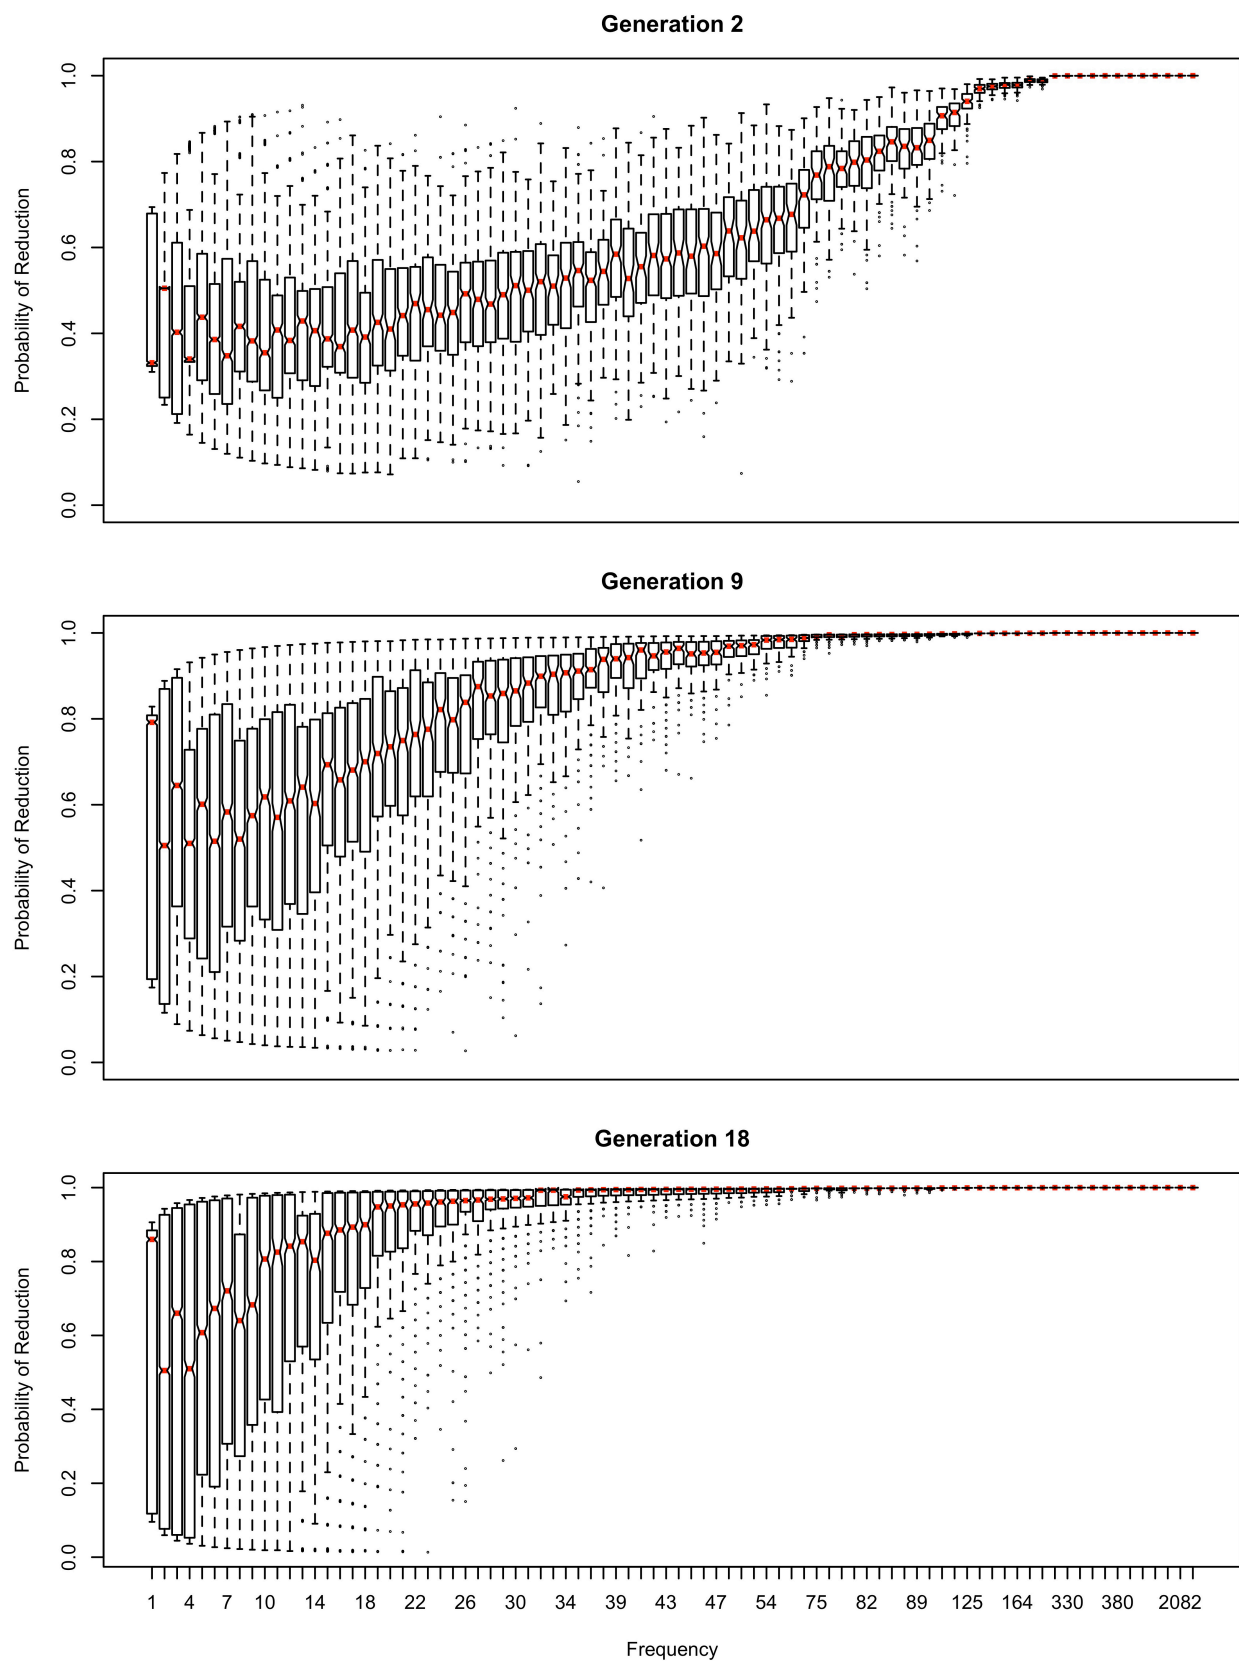 Generation 2
Probability of Reduction
1.0
0.8
0.6
0.4
0.2
0.0
Generation 9
Probability of Reduction
1.0
0.8
0.6
0.4
0.2
0.0
Generation 18
Probability of Reduction
1.0
0.8
0.6
0.4
0.2
0.0
1 4 7 10 14 18 22 26 30 34 39 43 47 54 75 82 89 125 164 330 380 2082
Frequency